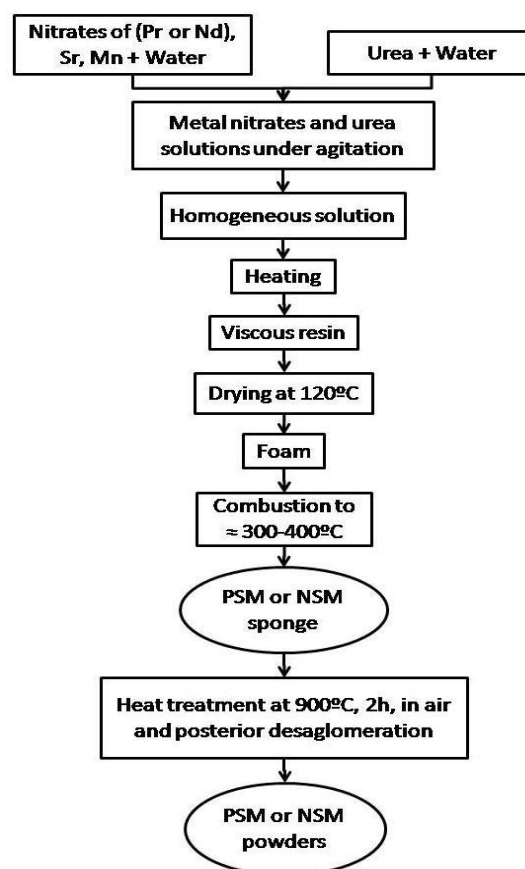 Nitrates of (Pr or Nd),
Sr, Mn + Water
Urea + Water
Metal nitrates and urea
solutions under agitation
Homogeneous solution
Heating
Viscous resin
Drying at 120ºC
Foam
Combustion to
≈ 300-400ºC
PSM or NSM
sponge
Heat treatment at 900ºC, 2h, in air
and posterior desaglomeration
PSM or NSM
powders